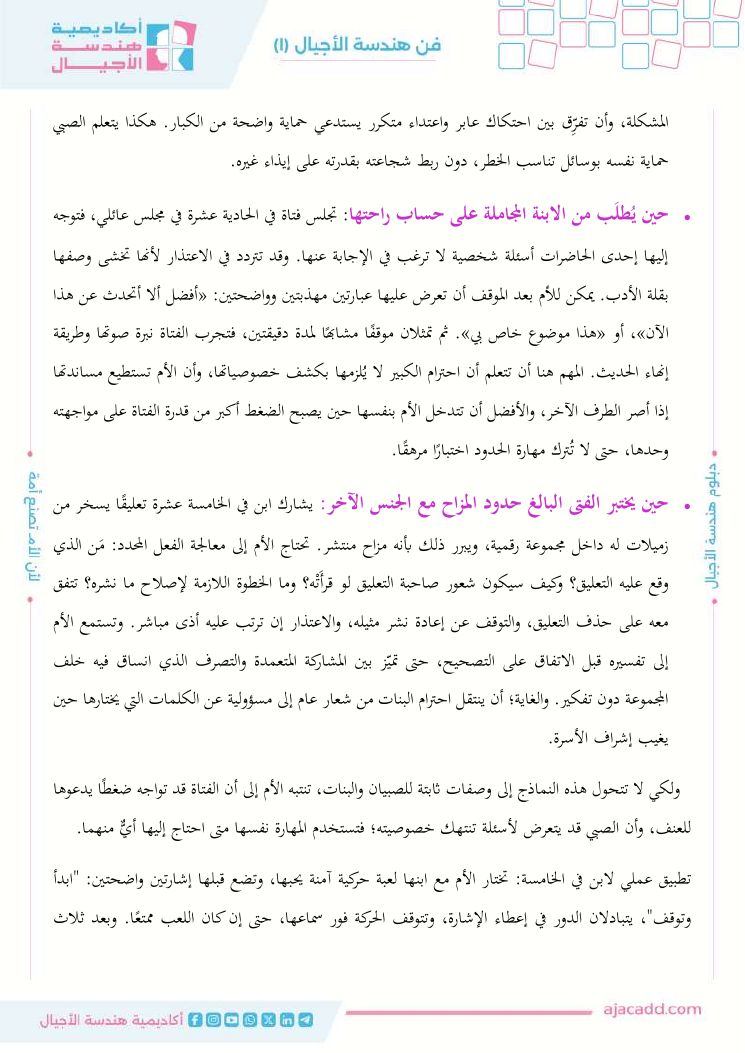 أكاديمية
هندسة
الأجيال
فن هندسة الأجيال (١)
المشكلة، وأن تفرِّق بين احتكاك عابر واعتداء متكرر يستدعي حماية واضحة من الكبار. هكذا يتعلم الصبي
حماية نفسه بوسائل تناسب الخطر، دون ربط شجاعته بقدرته على إيذاء غيره.
• حين يُطلَب من الابنة المجاملة على حساب راحتها: تجلس فتاة في الحادية عشرة في مجلس عائلي، فتوجه
إليها إحدى الحاضرات أسئلة شخصية لا ترغب في الإجابة عنها. وقد تتردد في الاعتذار لأنها تخشى وصفها
بقلة الأدب. يمكن للأم بعد الموقف أن تعرض عليها عبارتين مهذبتين وواضحتين: «أفضل ألا أتحدث عن هذا
الآن»، أو «هذا موضوع خاص بي». ثم تمثلان موقفًا مشابهًا لمدة دقيقتين، فتجرب الفتاة نبرة صوتها وطريقة
إنهاء الحديث. المهم هنا أن تتعلم أن احترام الكبير لا يُلزمها بكشف خصوصياتها، وأن الأم تستطيع مساندتها
إذا أصر الطرف الآخر، والأفضل أن تتدخل الأم بنفسها حين يصبح الضغط أكبر من قدرة الفتاة على مواجهته
وحدها، حتى لا تُترك مهارة الحدود اختبارًا مرهقًا.
• حين يختبر الفتى البالغ حدود المزاح مع الجنس الآخر: يشارك ابن في الخامسة عشرة تعليقًا يسخر من
زميلات له داخل مجموعة رقمية، ويبرر ذلك بأنه مزاح منتشر. تحتاج الأم إلى معالجة الفعل المحدد: مَن الذي
وقع عليه التعليق؟ وكيف سيكون شعور صاحبة التعليق لو قرأَتْه؟ وما الخطوة اللازمة لإصلاح ما نشره؟ تتفق
معه على حذف التعليق، والتوقف عن إعادة نشر مثيله، والاعتذار إن ترتب عليه أذى مباشر. وتستمع الأم
إلى تفسيره قبل الاتفاق على التصحيح، حتى تميّز بين المشاركة المتعمدة والتصرف الذي انساق فيه خلف
المجموعة دون تفكير. والغاية؛ أن ينتقل احترام البنات من شعار عام إلى مسؤولية عن الكلمات التي يختارها حين
يغيب إشراف الأسرة.
ولكي لا تتحول هذه النماذج إلى وصفات ثابتة للصبيان والبنات، تنتبه الأم إلى أن الفتاة قد تواجه ضغطًا يدعوها
للعنف، وأن الصبي قد يتعرض لأسئلة تنتهك خصوصيته؛ فتستخدم المهارة نفسها متى احتاج إليها أيٌّ منهما.
تطبيق عملي لابن في الخامسة: تختار الأم مع ابنها لعبة حركية آمنة يحبها، وتضع قبلها إشارتين واضحتين: "ابدأ
وتوقف"، يتبادلان الدور في إعطاء الإشارة، وتتوقف الحركة فور سماعها، حتى إن كان اللعب ممتعًا. وبعد ثلاث
دبلوم هندسة الأجيال
لأن الأم تصنع أمة
ajacadd.com
أكاديمية هندسة الأجيال